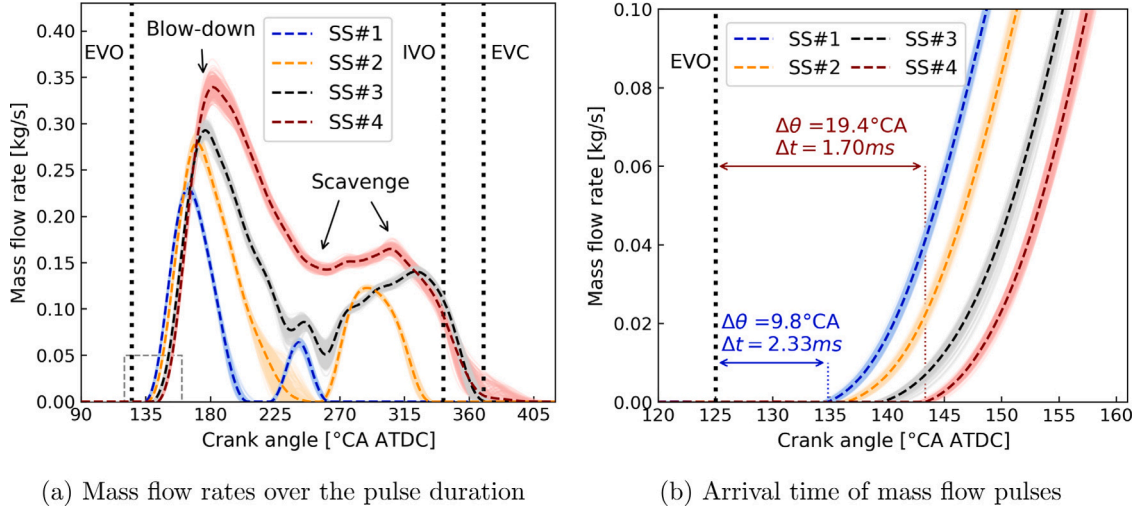 EVO
Blow-down
SS#1
SS#2
SS#3
SS#4
IVO
EVC
Scavenge
Mass flow rate [kg/s]
0.40
0.35
0.30
0.25
0.20
0.15
0.10
0.05
0.00
90 135 180 225 270 315 360 405
Crank angle [°CA ATDC]
(a) Mass flow rates over the pulse duration
EVO
SS#1 SS#3
SS#2 SS#4
Δθ =19.4°CA
Δt = 1.70ms
Δθ =9.8°CA
Δt = 2.33ms
Mass flow rate [kg/s]
0.10
0.08
0.06
0.04
0.02
0.00
120 125 130 135 140 145 150 155 160
Crank angle [°CA ATDC]
(b) Arrival time of mass flow pulses